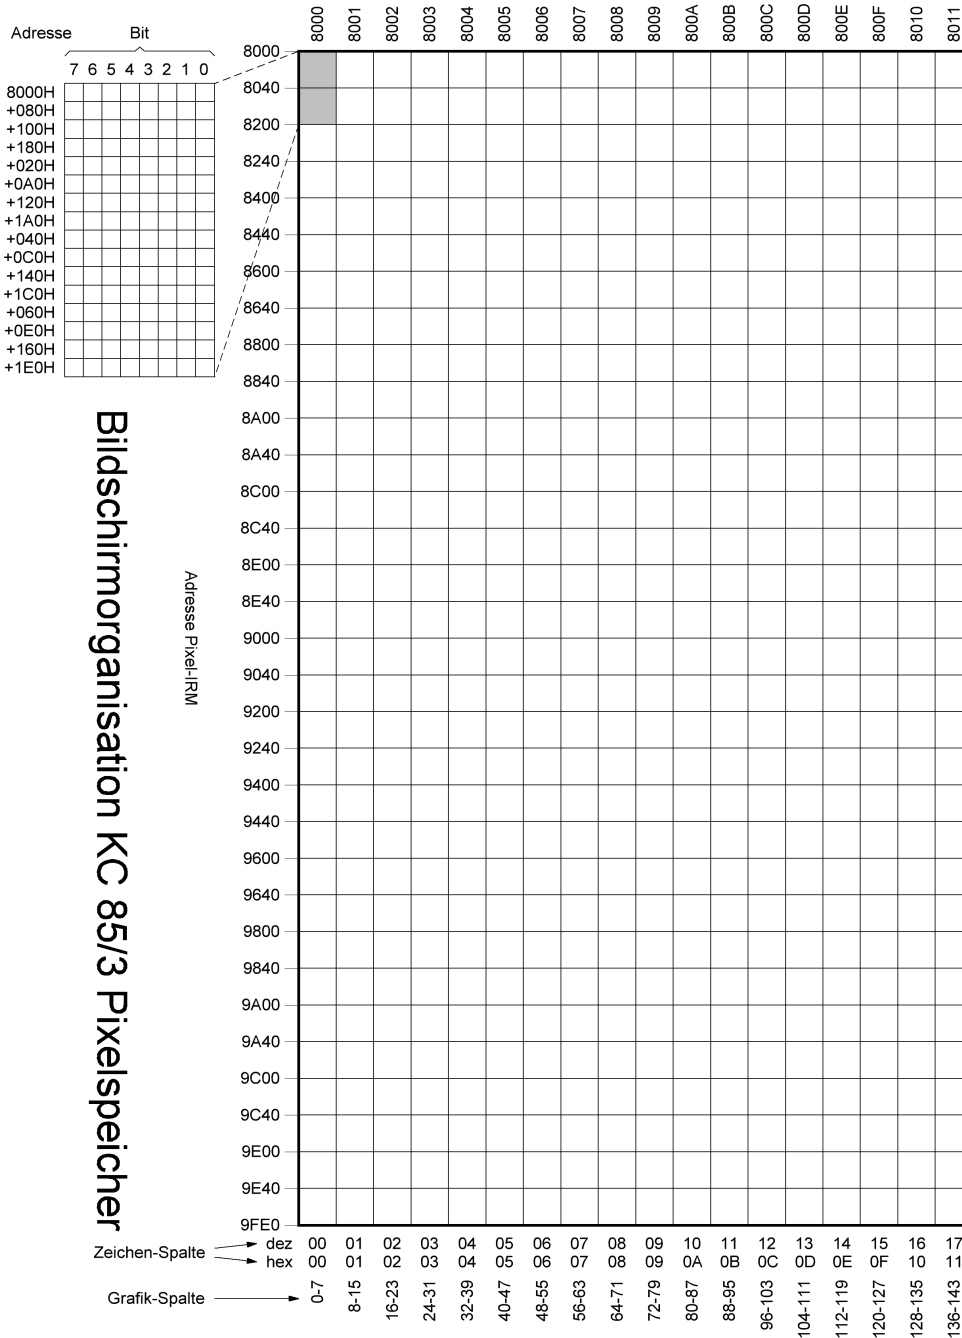 8000 8001 8002 8003 8004 8005 8006 8007 8008 8009 800A 800B 800C 800D 800E 800F 8010 8011
Adresse Bit
7 6 5 4 3 2 1 0
8000H
+080H
+100H
+180H
+020H
+0A0H
+120H
+1A0H
+040H
+0C0H
+140H
+1C0H
+060H
+0E0H
+160H
+1E0H
8000
8040
8200
8240
8400
8440
8600
8640
8800
8840
8A00
8A40
8C00
8C40
8E00
8E40
9000
9040
9200
9240
9400
9440
9600
9640
9800
9840
9A00
9A40
9C00
9C40
9E00
9E40
9FE0
Adresse Pixel-IRM
Bildschirmorganisation KC 85/3 Pixelspeicher
Zeichen-Spalte
dez 00 01 02 03 04 05 06 07 08 09 10 11 12 13 14 15 16 17
hex 00 01 02 03 04 05 06 07 08 09 0A 0B 0C 0D 0E 0F 10 11
Grafik-Spalte 0-7 8-15 16-23 24-31 32-39 40-47 48-55 56-63 64-71 72-79 80-87 88-95 96-103 104-111 112-119 120-127 128-135 136-143